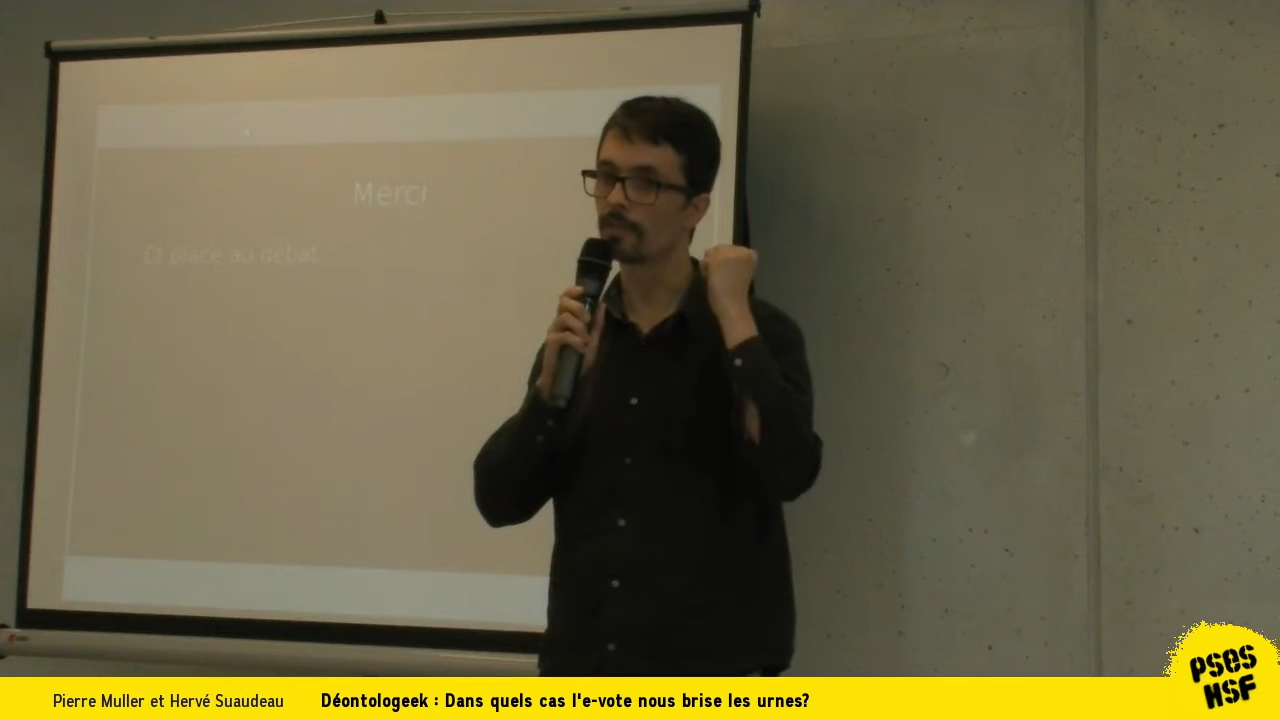 Merci
Et place au débat
Pierre Muller et Hervé Suaudeau
Déontologeek : Dans quels cas l'e-vote nous brise les urnes?
PSES
HSF